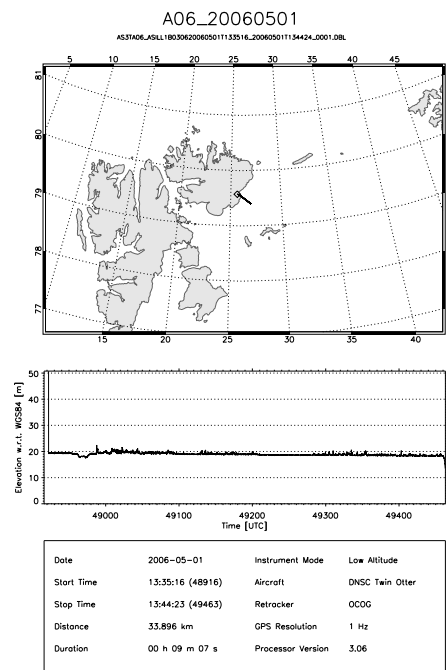 A06_20060501
AS3TA06_ASILL1B030620060501T133516_20060501T134424_0001.DBL
5 10 15 20 25 30 35 40 45
81
80
79
78
77
15 20 25 30 35 40
Elevation w.r.t. WGS84 [m]
50
40
30
20
10
0
49000 49100 49200 49300 49400
Time [UTC]
Date 2006-05-01 Instrument Mode Low Altitude
Start Time 13:35:16 (48916) Aircraft DNSC Twin Otter
Stop Time 13:44:23 (49463) Retracker OCOG
Distance 33.896 km GPS Resolution 1 Hz
Duration 00 h 09 m 07 s Processor Version 3.06